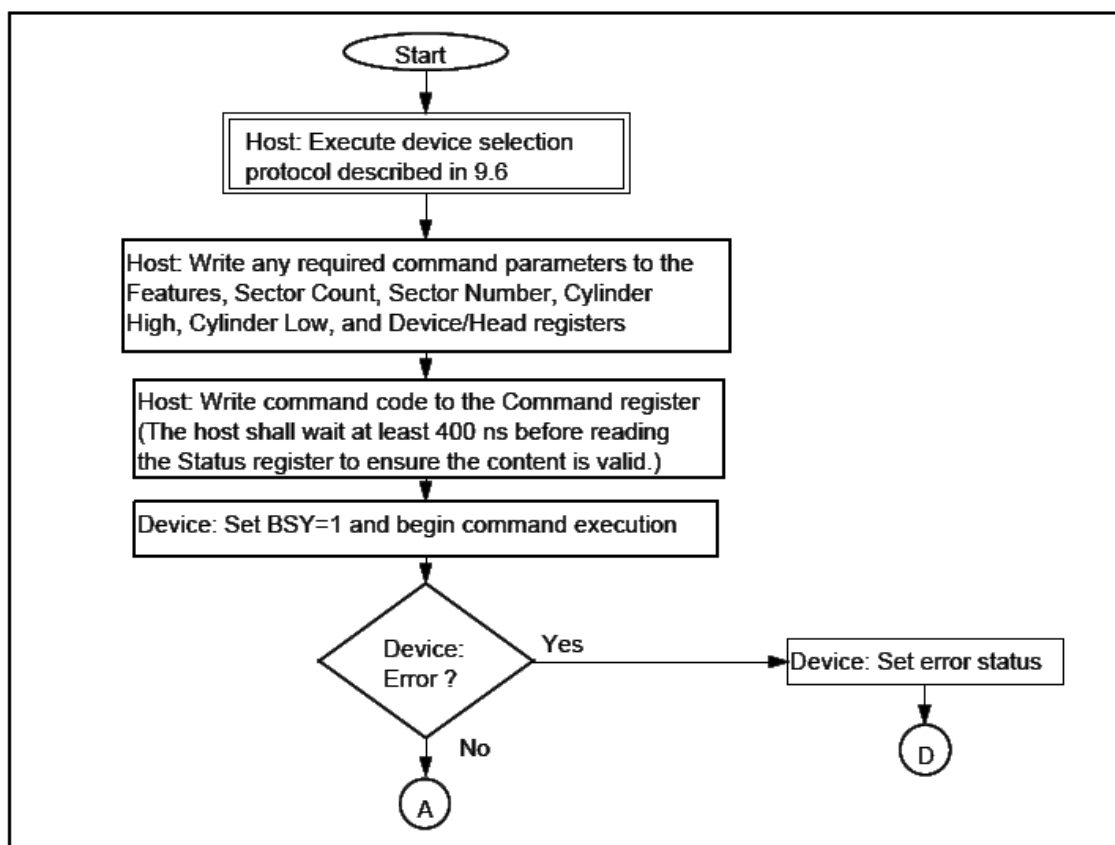 Start
Host: Execute device selection
protocol described in 9.6
Host: Write any required command parameters to the
Features, Sector Count, Sector Number, Cylinder
High, Cylinder Low, and Device/Head registers
Host: Write command code to the Command register
(The host shall wait at least 400 ns before reading
the Status register to ensure the content is valid.)
Device: Set BSY=1 and begin command execution
Device:
Error ?
Yes
Device: Set error status
No
D
A